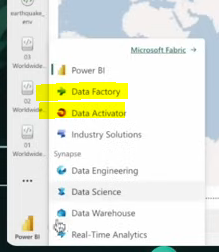 earthquake_
env
03
Worldwide...
02
Worldwide...
01
Worldwide...
...
Power BI
Microsoft Fabric
Power BI
Data Factory
Data Activator
Industry Solutions
Synapse
Data Engineering
Data Science
Data Warehouse
Real-Time Analytics